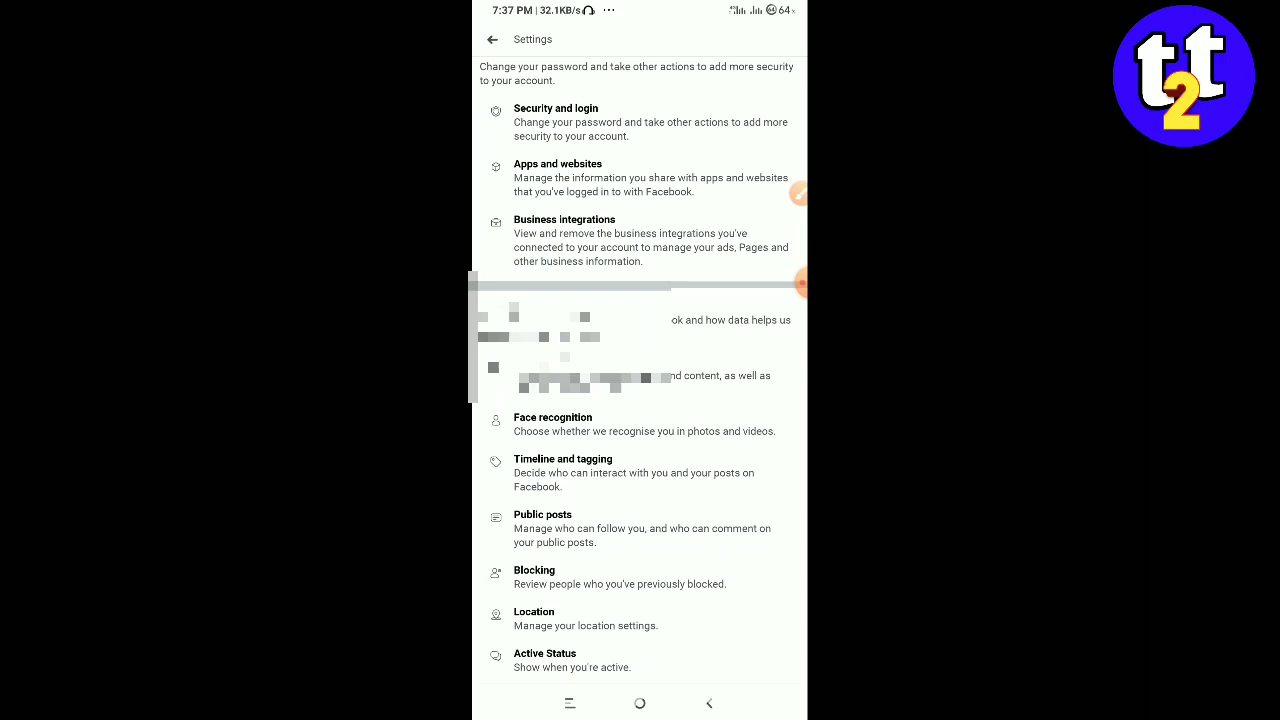 7:37 PM | 32.1KB/s ... 64
Settings
Change your password and take other actions to add more security
to your account.
Security and login
Change your password and take other actions to add more
security to your account.
Apps and websites
Manage the information you share with apps and websites
that you've logged in to with Facebook.
Business integrations
View and remove the business integrations you've
connected to your account to manage your ads, Pages and
other business information.
and how data helps us
content, as well as
Face recognition
Choose whether we recognise you in photos and videos.
Timeline and tagging
Decide who can interact with you and your posts on
Facebook.
Public posts
Manage who can follow you, and who can comment on
your public posts.
Blocking
Review people who you've previously blocked.
Location
Manage your location settings.
Active Status
Show when you're active.
tt
2